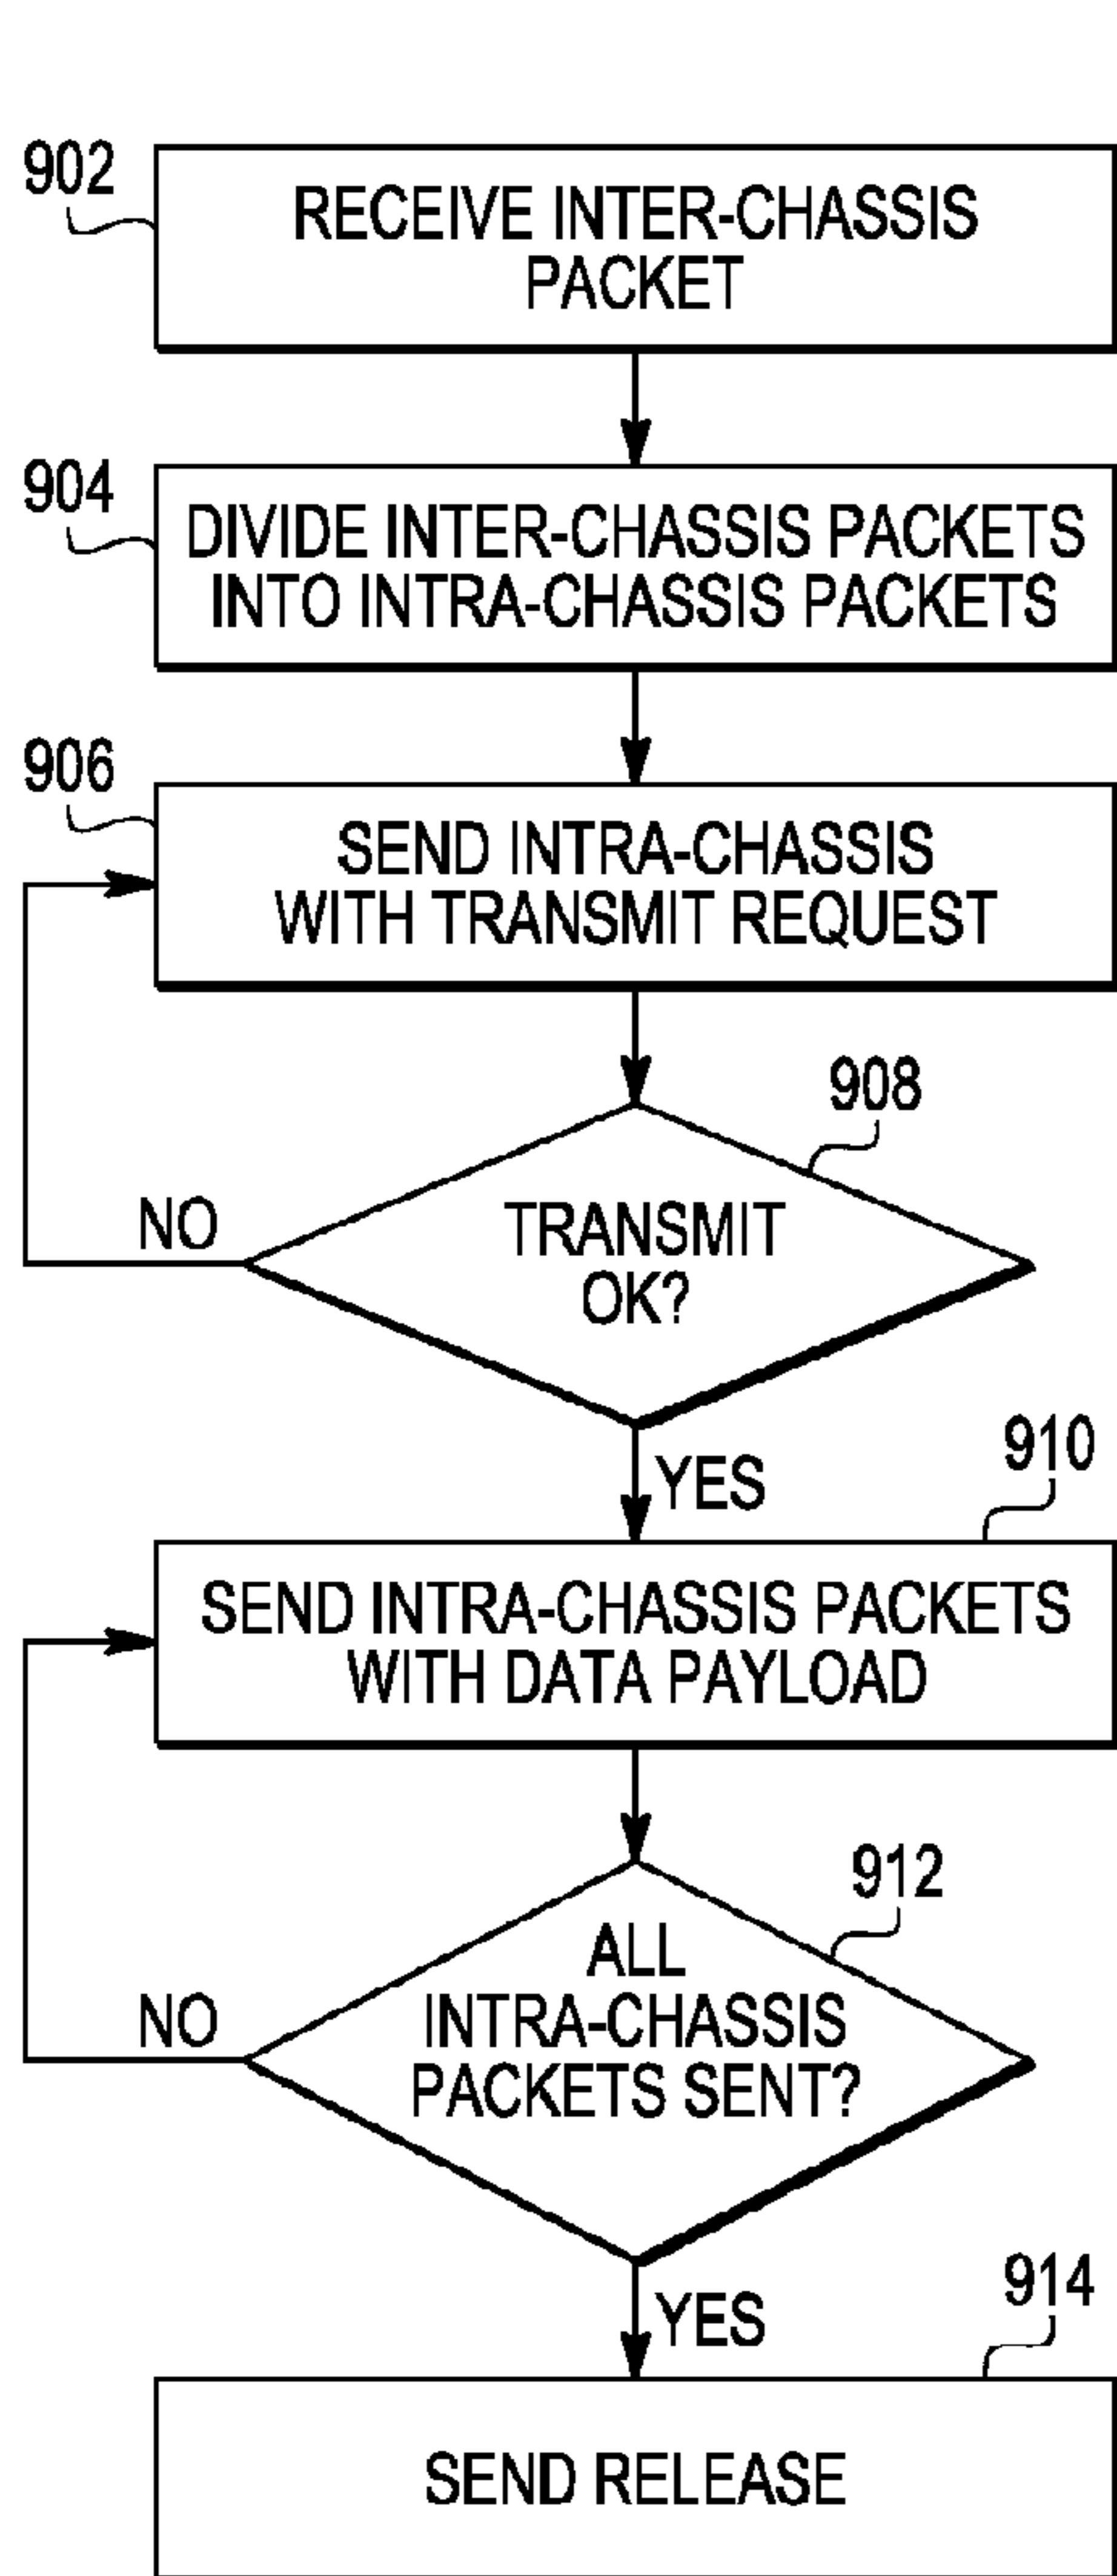 902
RECEIVE INTER-CHASSIS
PACKET
904
DIVIDE INTER-CHASSIS PACKETS
INTO INTRA-CHASSIS PACKETS
906
SEND INTRA-CHASSIS
WITH TRANSMIT REQUEST
908
TRANSMIT
OK?
NO
YES
910
SEND INTRA-CHASSIS PACKETS
WITH DATA PAYLOAD
912
ALL
INTRA-CHASSIS
PACKETS SENT?
NO
YES
914
SEND RELEASE